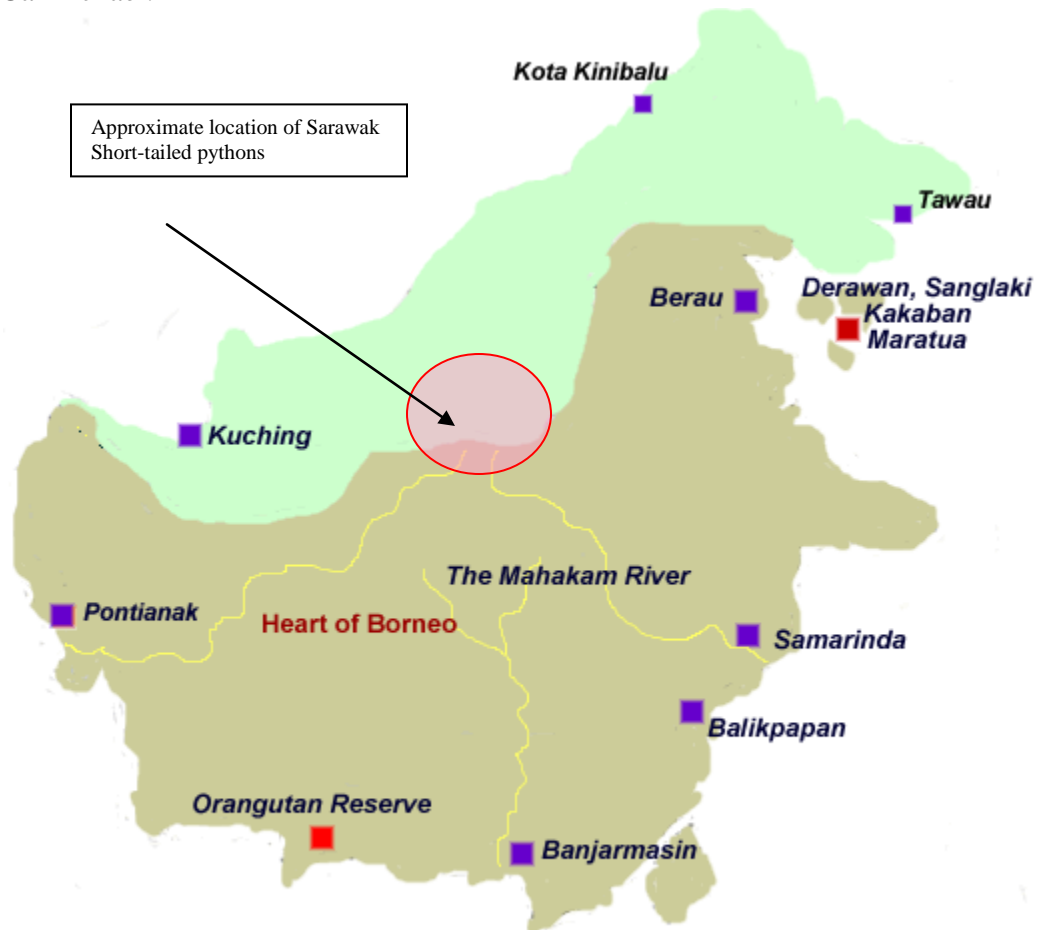 Kota Kinibalu
Approximate location of Sarawak
Short-tailed pythons
Tawau
Berau
Derawan, Sanglaki
Kakaban
Maratua
Kuching
The Mahakam River
Pontianak
Heart of Borneo
Samarinda
Balikpapan
Orangutan Reserve
Banjarmasin